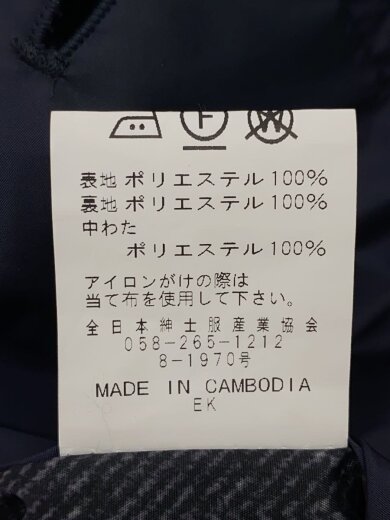 F
W
表地 ポリエステル100%
裏地 ポリエステル100%
中わた
ポリエステル100%
アイロンがけの際は
当て布を使用して下さい。
全日本紳士服産業協会
058-265-1212
8-1970号
MADE IN CAMBODIA
EK